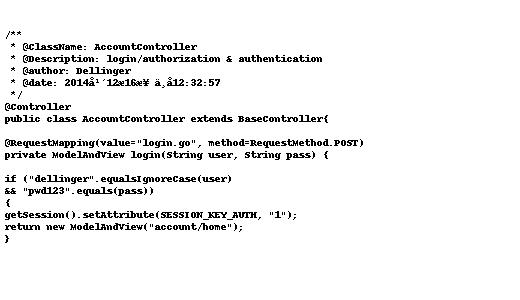 /**
 * @ClassName: AccountController
 * @Description: login/authorization & authentication
 * @author: Dellinger
 * @date: 2014å¹´12æ16æ¥ ä¸å12:32:57
 */
@Controller
public class AccountController extends BaseController{
@RequestMapping(value="login.go", method=RequestMethod.POST)
private ModelAndView login(String user, String pass) {
if ("dellinger".equalsIgnoreCase(user)
&& "pwd123".equals(pass))
{
getSession().setAttribute(SESSION_KEY_AUTH, "1");
return new ModelAndView("account/home");
}